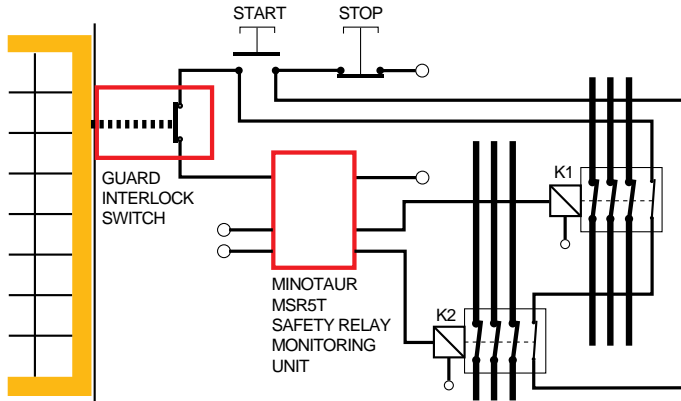 START
STOP
GUARD
INTERLOCK
SWITCH
K1
MINOTAUR
MSR5T
SAFETY RELAY
MONITORING
UNIT
K2